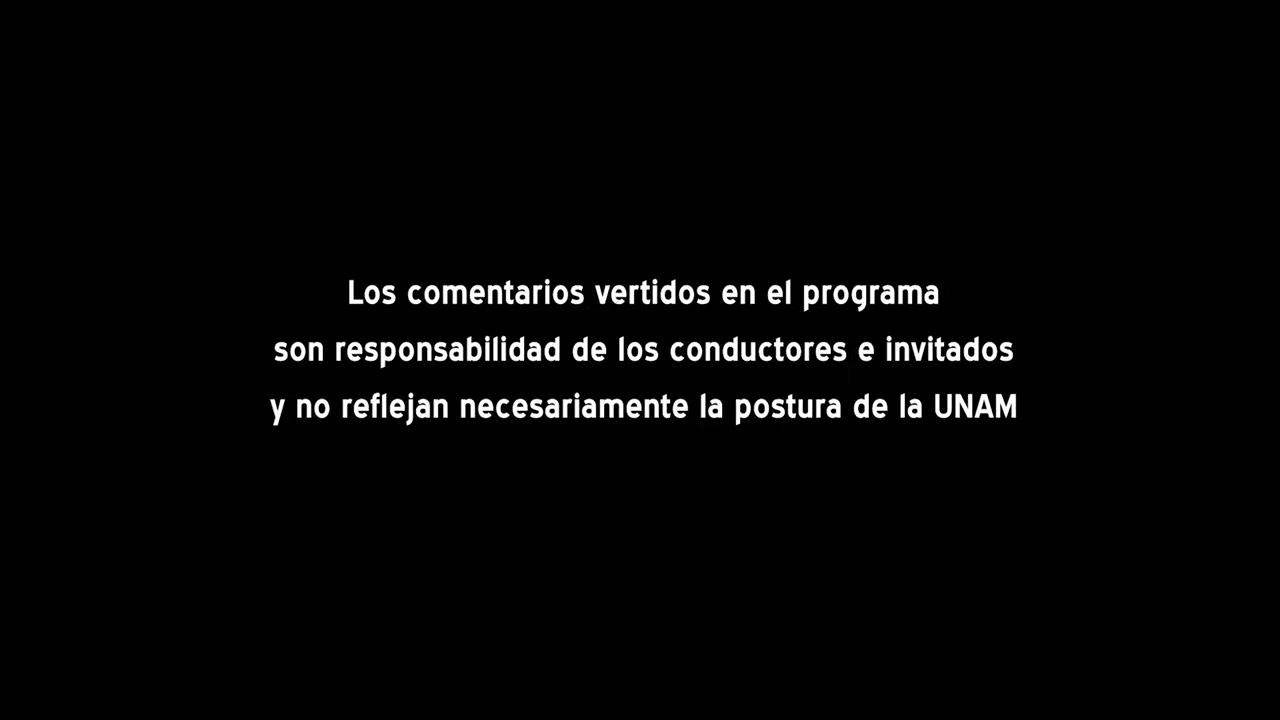 Los comentarios vertidos en el programa
son responsabilidad de los conductores e invitados
y no reflejan necesariamente la postura de la UNAM